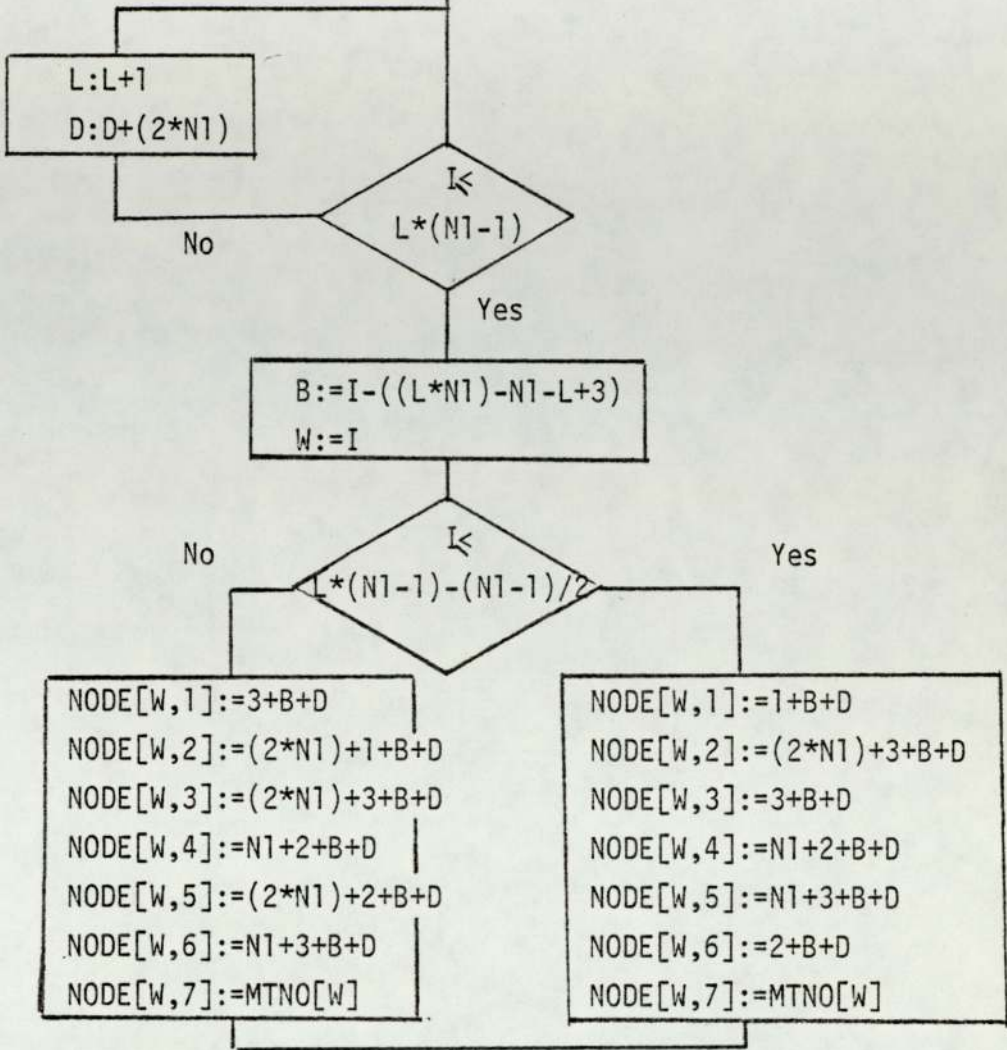 L:L+1
D:D+(2*N1)
I≤
L*(N1-1)
No
Yes
B:=I-((L*N1)-N1-L+3)
W:=I
No
I≤
L*(N1-1)-(N1-1)/2
Yes
NODE[W,1]:=3+B+D
NODE[W,2]:=(2*N1)+1+B+D
NODE[W,3]:=(2*N1)+3+B+D
NODE[W,4]:=N1+2+B+D
NODE[W,5]:=(2*N1)+2+B+D
NODE[W,6]:=N1+3+B+D
NODE[W,7]:=MTNO[W]
NODE[W,1]:=1+B+D
NODE[W,2]:=(2*N1)+3+B+D
NODE[W,3]:=3+B+D
NODE[W,4]:=N1+2+B+D
NODE[W,5]:=N1+3+B+D
NODE[W,6]:=2+B+D
NODE[W,7]:=MTNO[W]